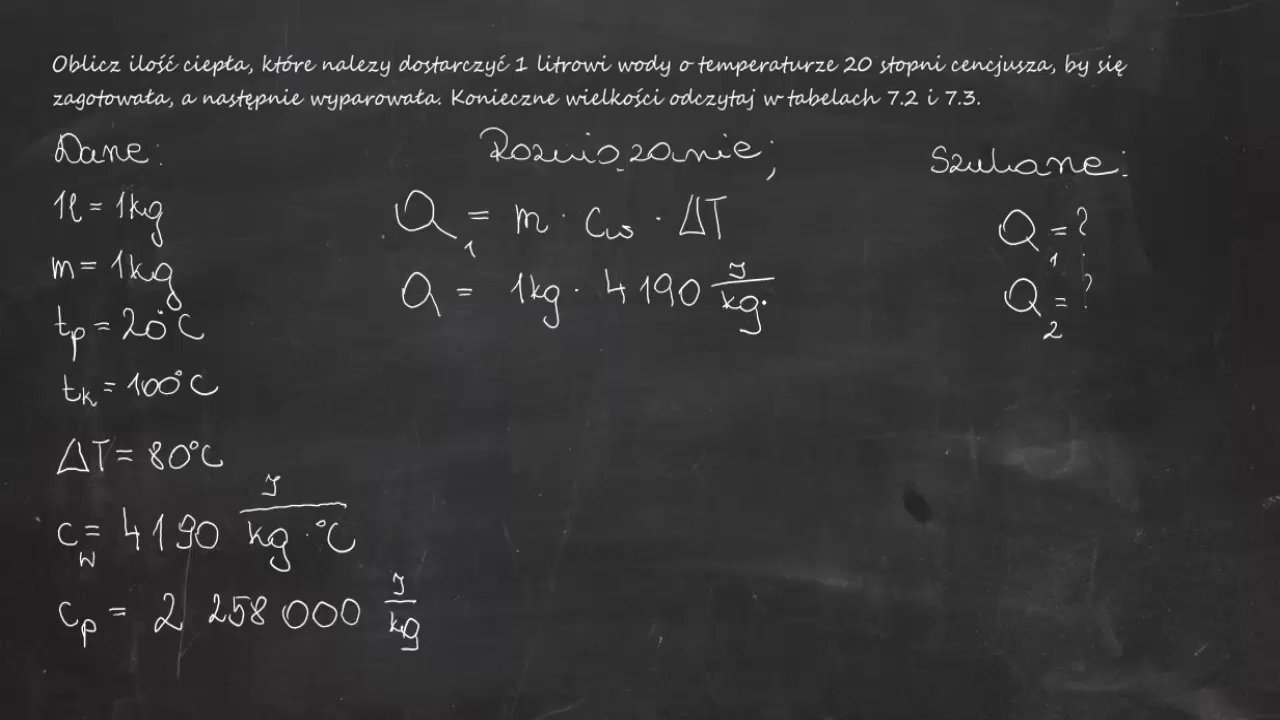 Oblicz ilość ciepła, które nalezy dostarczyć 1 litrowi wody o temperaturze 20 stopni cencjusza, by się
zagotowała, a następnie wyparowała. Konieczne wielkości odczytaj w tabelach 7.2 i 7.3.
Dane:
1l = 1kg
m = 1kg
tp = 20°C
tk = 100°C
ΔT = 80°C
cw = 4190 J/kg·°C
cp = 2 258 000 J/kg
Rozwiązanie;
Q1 = m · cw · ΔT
Q = 1kg · 4190 J/kg·
Szukane:
Q1 = ?
Q2 = ?